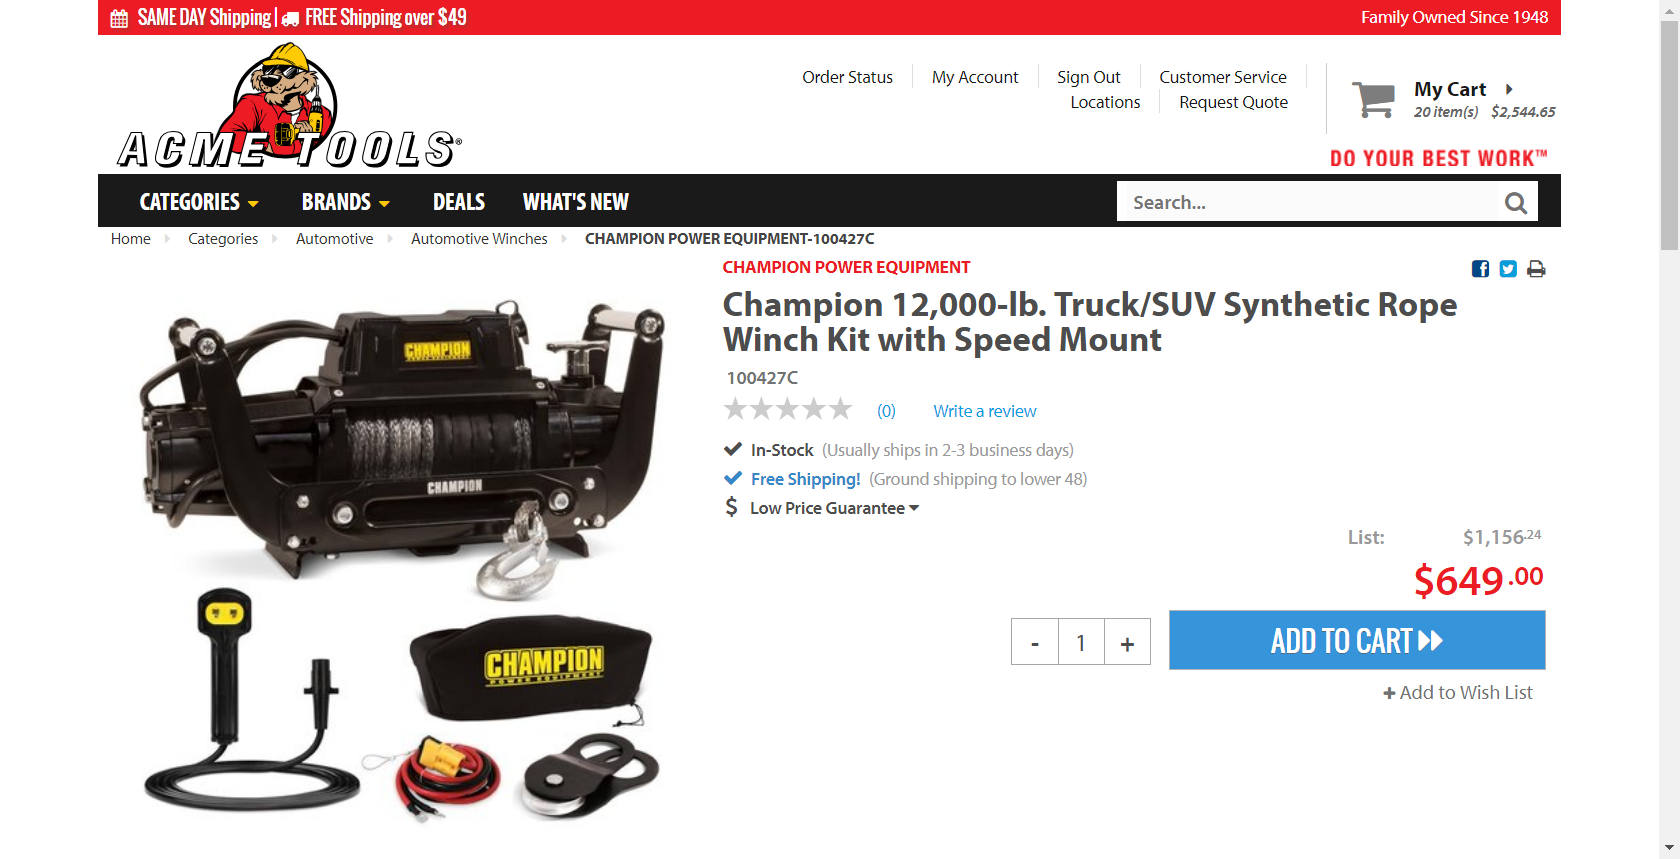 SAME DAY Shipping | FREE Shipping over $49
Family Owned Since 1948
Order Status
My Account
Sign Out
Customer Service
Locations
Request Quote
My Cart
20 item(s) $2,544.65
ACME TOOLS®
DO YOUR BEST WORK™
CATEGORIES
BRANDS
DEALS
WHAT'S NEW
Search...
Home
Categories
Automotive
Automotive Winches
CHAMPION POWER EQUIPMENT-100427C
CHAMPION POWER EQUIPMENT
Champion 12,000-lb. Truck/SUV Synthetic Rope
Winch Kit with Speed Mount
100427C
(0)
Write a review
In-Stock (Usually ships in 2-3 business days)
Free Shipping! (Ground shipping to lower 48)
$ Low Price Guarantee
List: $1,156.24
$649.00
- 1 +
ADD TO CART
+ Add to Wish List
CHAMPION
POWER EQUIPMENT
CHAMPION
CHAMPION
POWER EQUIPMENT